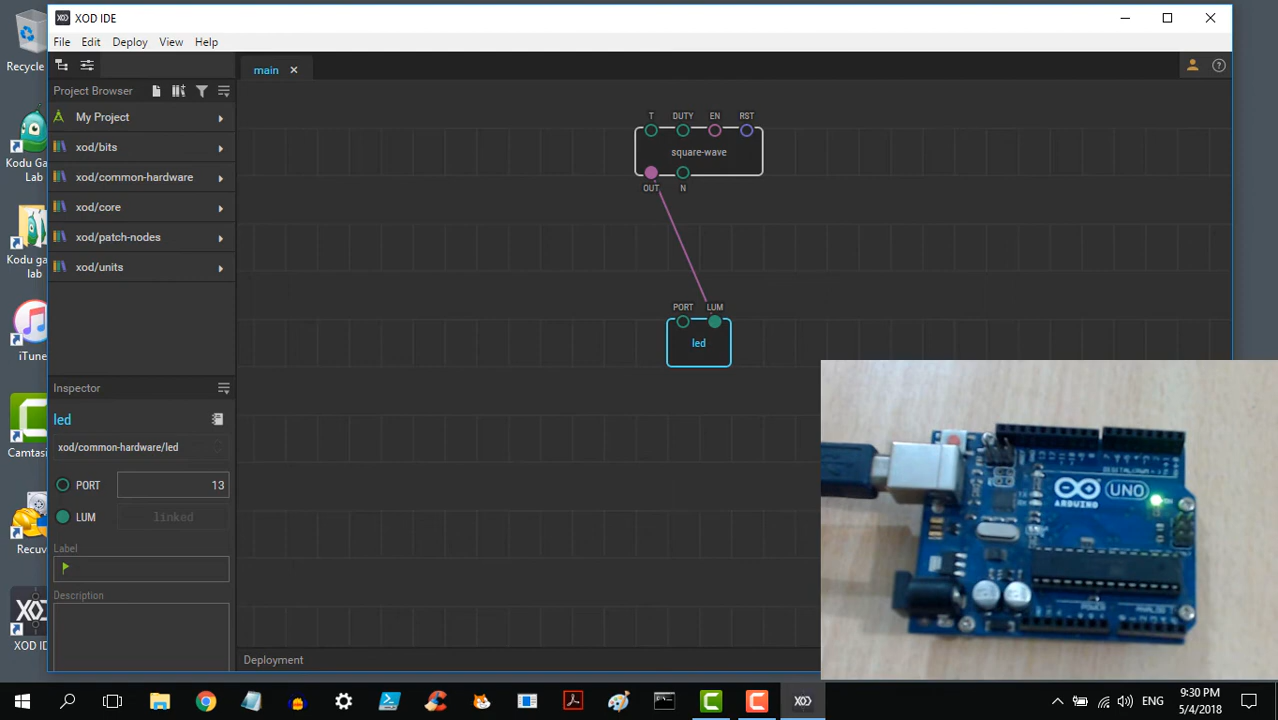 XOD IDE
File Edit Deploy View Help
main
Project Browser
My Project
xod/bits
xod/common-hardware
xod/core
xod/patch-nodes
xod/units
Inspector
led
xod/common-hardware/led
PORT 13
LUM linked
Label
Description
T DUTY EN RST
square-wave
OUT N
PORT LUM
led
Deployment
Recycle
Kodu Ga
Lab
Kodu ga
lab
iTune
Camtasi
Recuv
XOD ID
ARDUINO
UNO
POWER
ENG
9:30 PM
5/4/2018